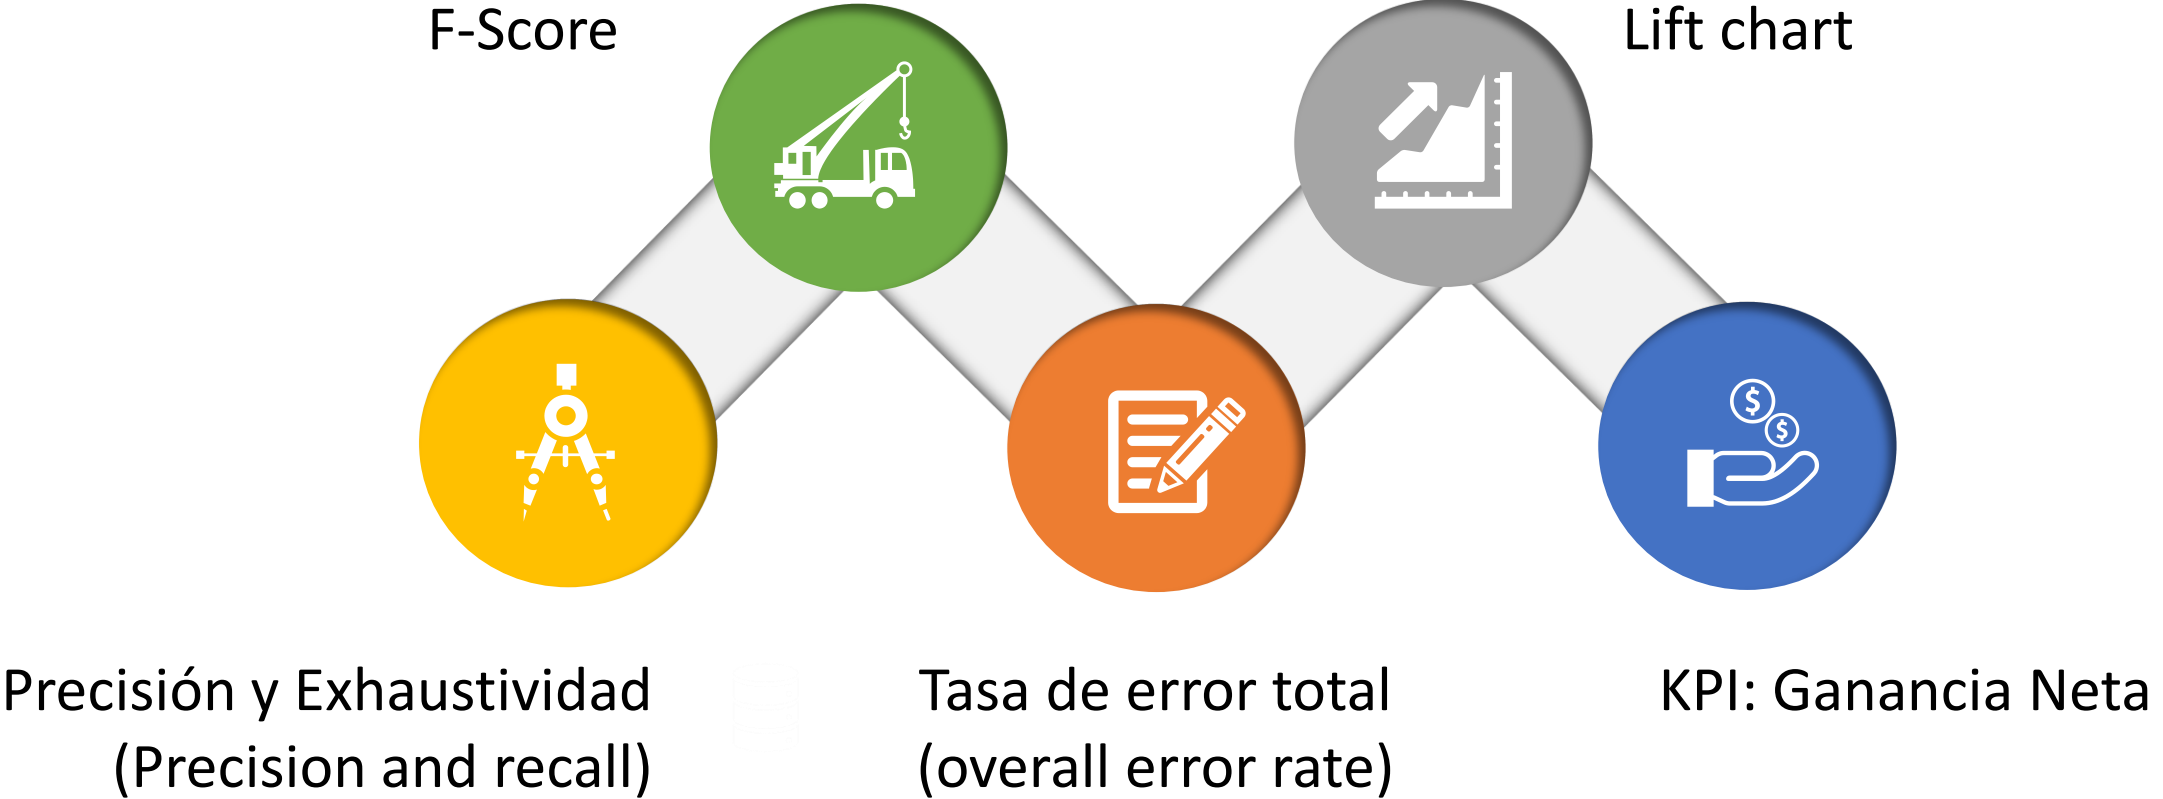 F-Score
Lift chart
$
$
Precisión y Exhaustividad
(Precision and recall)
Tasa de error total
(overall error rate)
KPI: Ganancia Neta